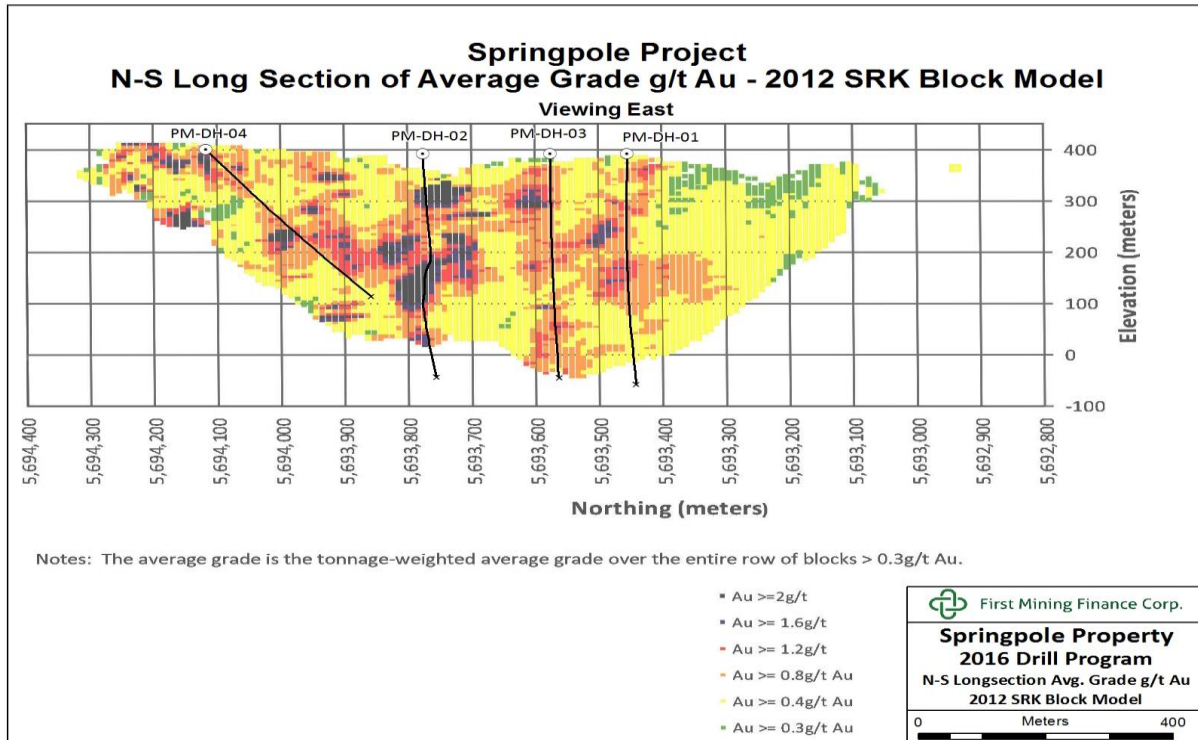 Springpole Project
N-S Long Section of Average Grade g/t Au - 2012 SRK Block Model
Viewing East
PM-DH-04
PM-DH-02
PM-DH-03
PM-DH-01
400
300
200
100
0
-100
Elevation (meters)
5,694,400
5,694,300
5,694,200
5,694,100
5,694,000
5,693,900
5,693,800
5,693,700
5,693,600
5,693,500
5,693,400
5,693,300
5,693,200
5,693,100
5,693,000
5,692,900
5,692,800
Northing (meters)
Notes: The average grade is the tonnage-weighted average grade over the entire row of blocks > 0.3g/t Au.
Au >=2g/t
Au >= 1.6g/t
Au >= 1.2g/t
Au >= 0.8g/t Au
Au >= 0.4g/t Au
Au >= 0.3g/t Au
First Mining Finance Corp.
Springpole Property
2016 Drill Program
N-S Longsection Avg. Grade g/t Au
2012 SRK Block Model
0 Meters 400